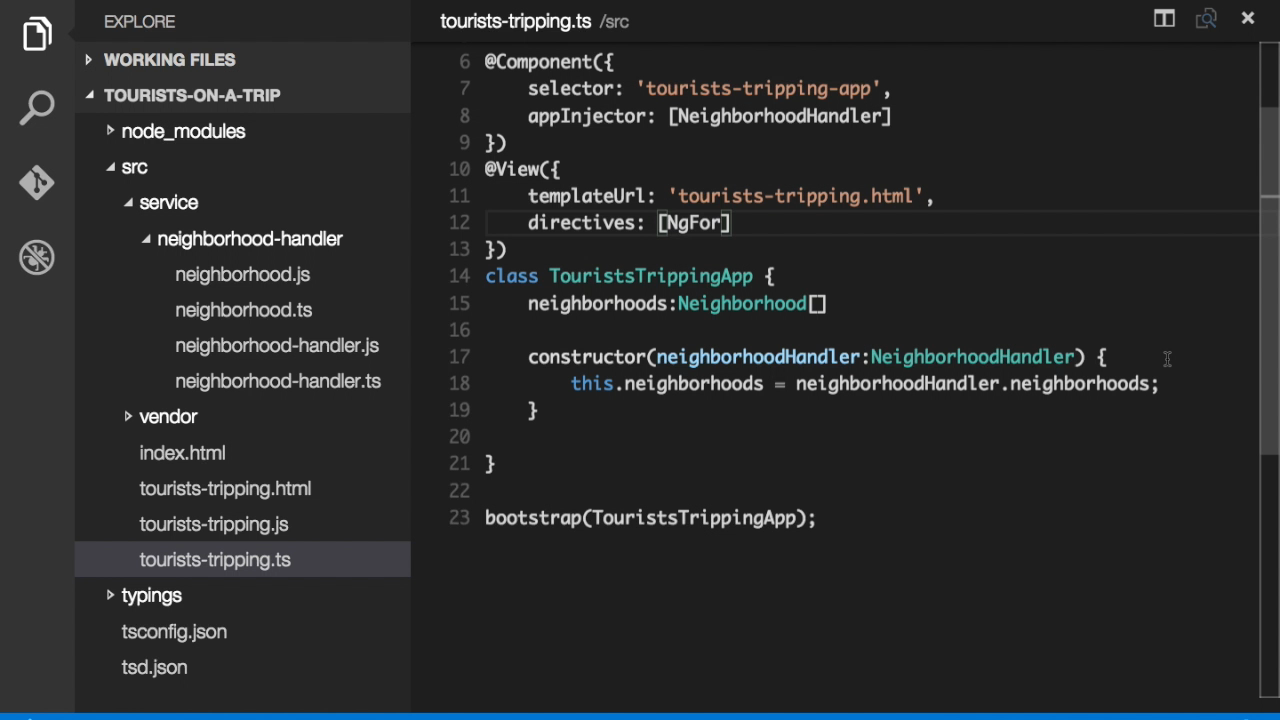 EXPLORE
WORKING FILES
TOURISTS-ON-A-TRIP
node_modules
src
service
neighborhood-handler
neighborhood.js
neighborhood.ts
neighborhood-handler.js
neighborhood-handler.ts
vendor
index.html
tourists-tripping.html
tourists-tripping.js
tourists-tripping.ts
typings
tsconfig.json
tsd.json
tourists-tripping.ts /src
6 @Component({
7 selector: 'tourists-tripping-app',
8 appInjector: [NeighborhoodHandler]
9 })
10 @View({
11 templateUrl: 'tourists-tripping.html',
12 directives: [NgFor]
13 })
14 class TouristsTrippingApp {
15 neighborhoods:Neighborhood[]
16
17 constructor(neighborhoodHandler:NeighborhoodHandler) {
18 this.neighborhoods = neighborhoodHandler.neighborhoods;
19 }
20
21 }
22
23 bootstrap(TouristsTrippingApp);